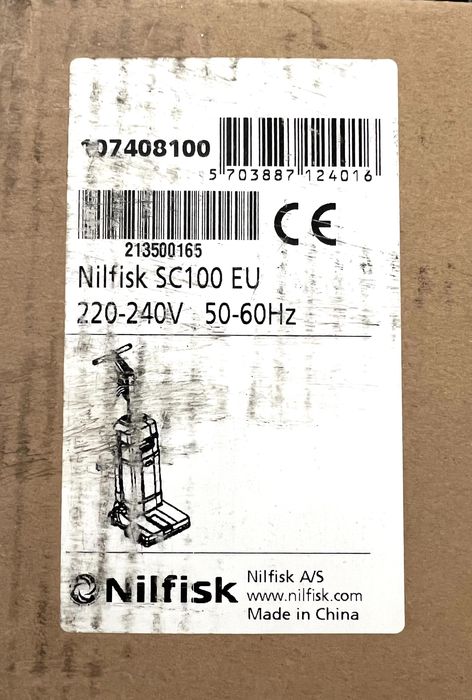 107408100
5 703887 124016
CE
213500165
Nilfisk SC100 EU
220-240V 50-60Hz
Nilfisk
Nilfisk A/S
www.nilfisk.com
Made in China